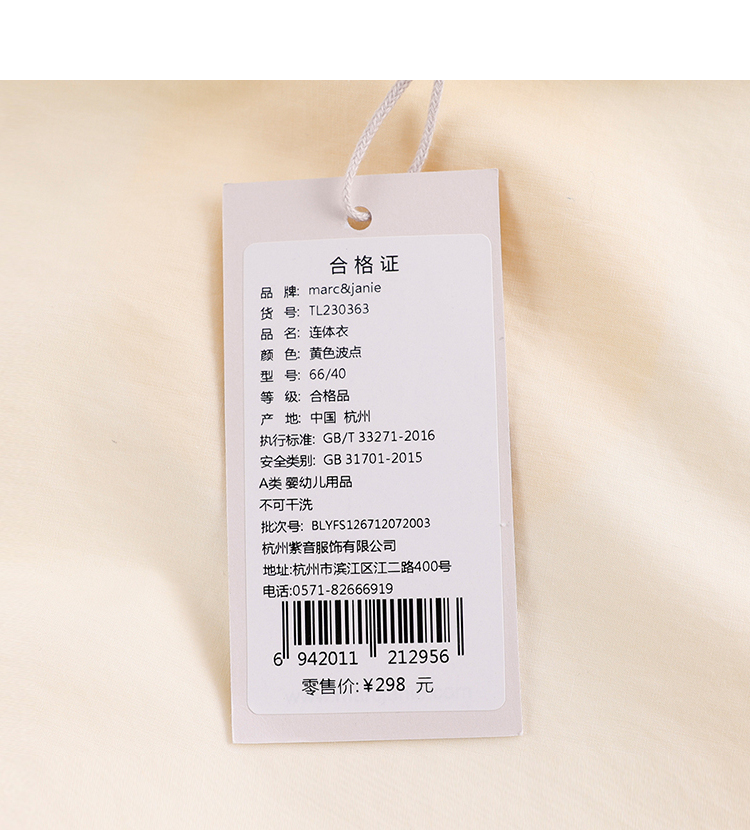 合格证
品 牌: marc&janie
货 号: TL230363
品 名: 连体衣
颜 色: 黄色波点
型 号: 66/40
等 级: 合格品
产 地: 中国 杭州
执行标准: GB/T 33271-2016
安全类别: GB 31701-2015
A类 婴幼儿用品
不可干洗
批次号: BLYFS126712072003
杭州紫音服饰有限公司
地址:杭州市滨江区江二路400号
电话:0571-82666919
6 942011 212956
零售价:¥298 元